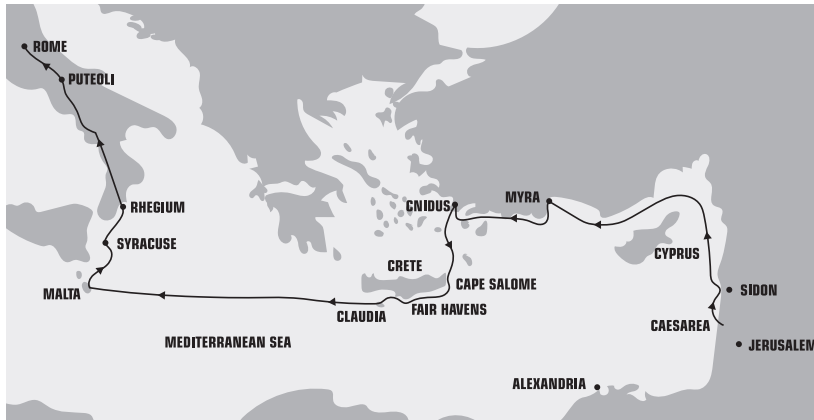 ROME
PUTEOLI
RHEGIUM
SYRACUSE
MALTA
CNIDUS
MYRA
CRETE
CAPE SALOME
CLAUDIA
FAIR HAVENS
CYPRUS
SIDON
CAESAREA
JERUSALEM
MEDITERRANEAN SEA
ALEXANDRIA